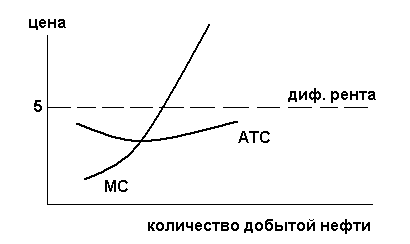 цена
диф. рента
5
АТС
МС
количество добытой нефти